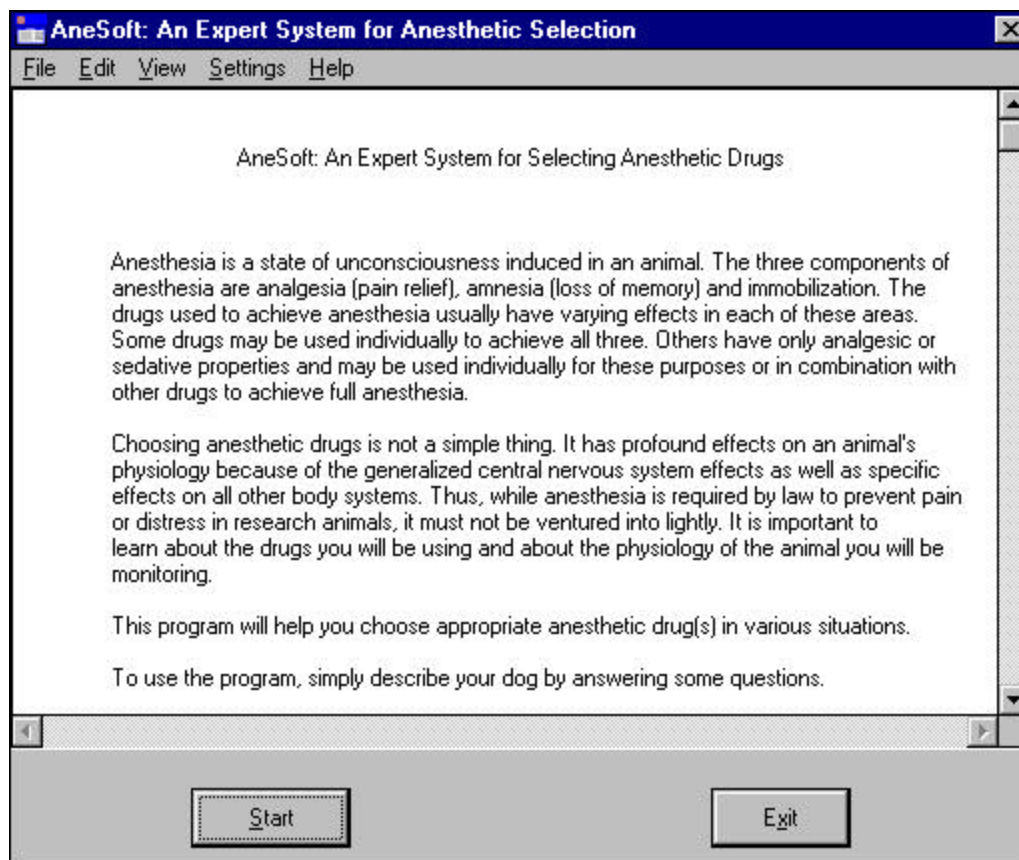 AneSoft: An Expert System for Anesthetic Selection
File Edit View Settings Help
AneSoft: An Expert System for Selecting Anesthetic Drugs
Anesthesia is a state of unconsciousness induced in an animal. The three components of
anesthesia are analgesia (pain relief), amnesia (loss of memory) and immobilization. The
drugs used to achieve anesthesia usually have varying effects in each of these areas.
Some drugs may be used individually to achieve all three. Others have only analgesic or
sedative properties and may be used individually for these purposes or in combination with
other drugs to achieve full anesthesia.
Choosing anesthetic drugs is not a simple thing. It has profound effects on an animal's
physiology because of the generalized central nervous system effects as well as specific
effects on all other body systems. Thus, while anesthesia is required by law to prevent pain
or distress in research animals, it must not be ventured into lightly. It is important to
learn about the drugs you will be using and about the physiology of the animal you will be
monitoring.
This program will help you choose appropriate anesthetic drug(s) in various situations.
To use the program, simply describe your dog by answering some questions.
Start Exit